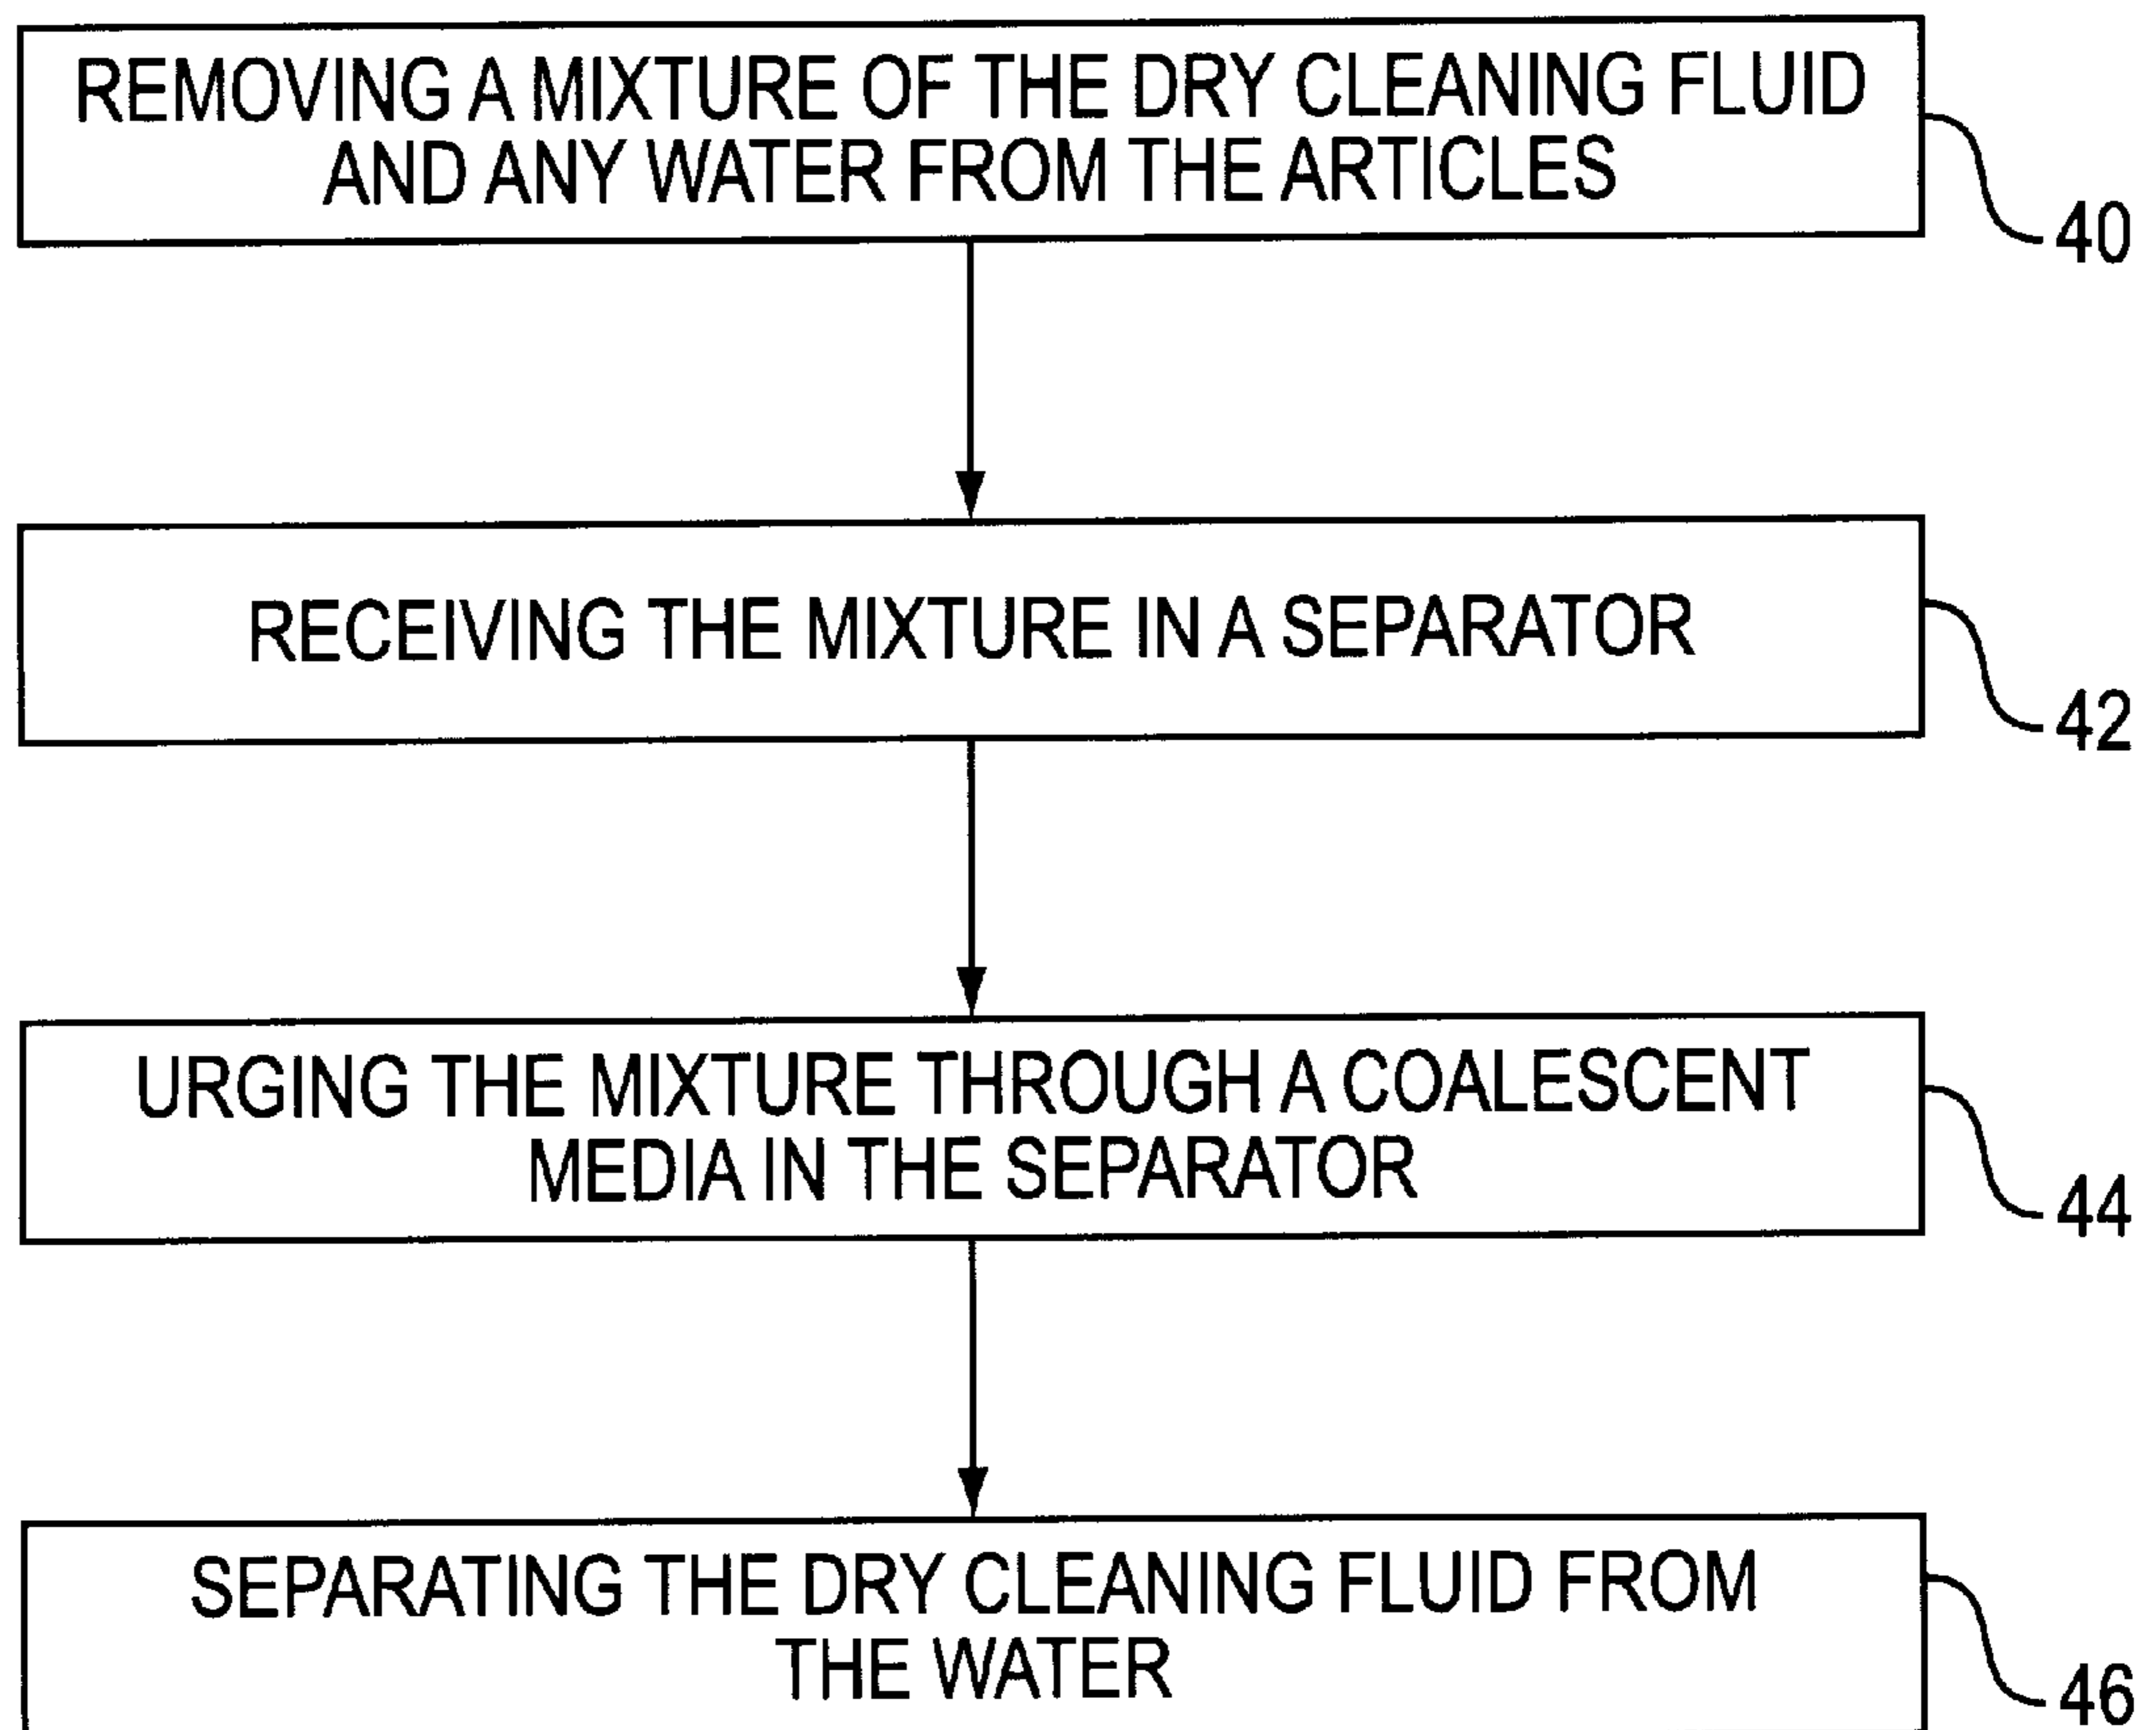 REMOVING A MIXTURE OF THE DRY CLEANING FLUID
AND ANY WATER FROM THE ARTICLES
40
RECEIVING THE MIXTURE IN A SEPARATOR
42
URGING THE MIXTURE THROUGH A COALESCENT
MEDIA IN THE SEPARATOR
44
SEPARATING THE DRY CLEANING FLUID FROM
THE WATER
46